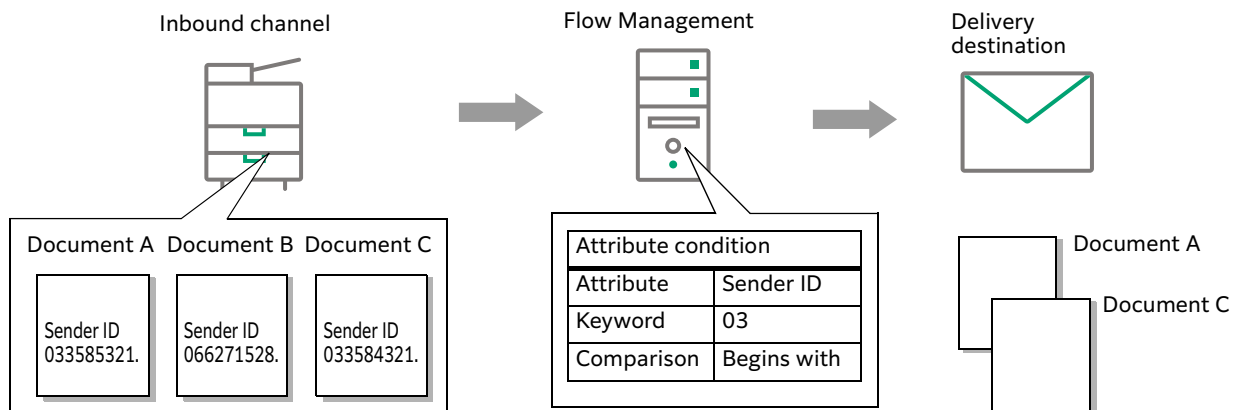 Inbound channel
Flow Management
Delivery
destination
Document A Document B Document C
Sender ID
033585321.
Sender ID
066271528.
Sender ID
033584321.
Attribute condition
Attribute Sender ID
Keyword 03
Comparison Begins with
Document A
Document C